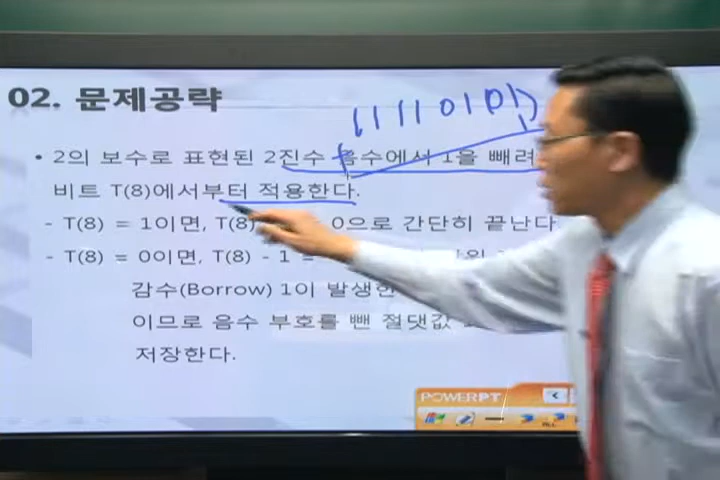 02. 문제공략
1111 0101
• 2의 보수로 표현된 2진수 음수에서 1을 빼려
비트 T(8)에서부터 적용한다.
- T(8) = 1이면, T(8) 0으로 간단히 끝난다
- T(8) = 0이면, T(8) - 1 =
감수(Borrow) 1이 발생한
이므로 음수 부호를 뺀 절댓값
저장한다.
POWERPT